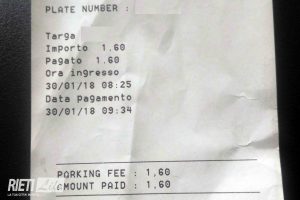 PLATE NUMBER :
Targa
Importo 1.60
Pagato 1.60
Ora ingresso
30/01/18 08:25
Data pagamento
30/01/18 09:34
PARKING FEE : 1,60
AMOUNT PAID : 1,60
RIETI Life